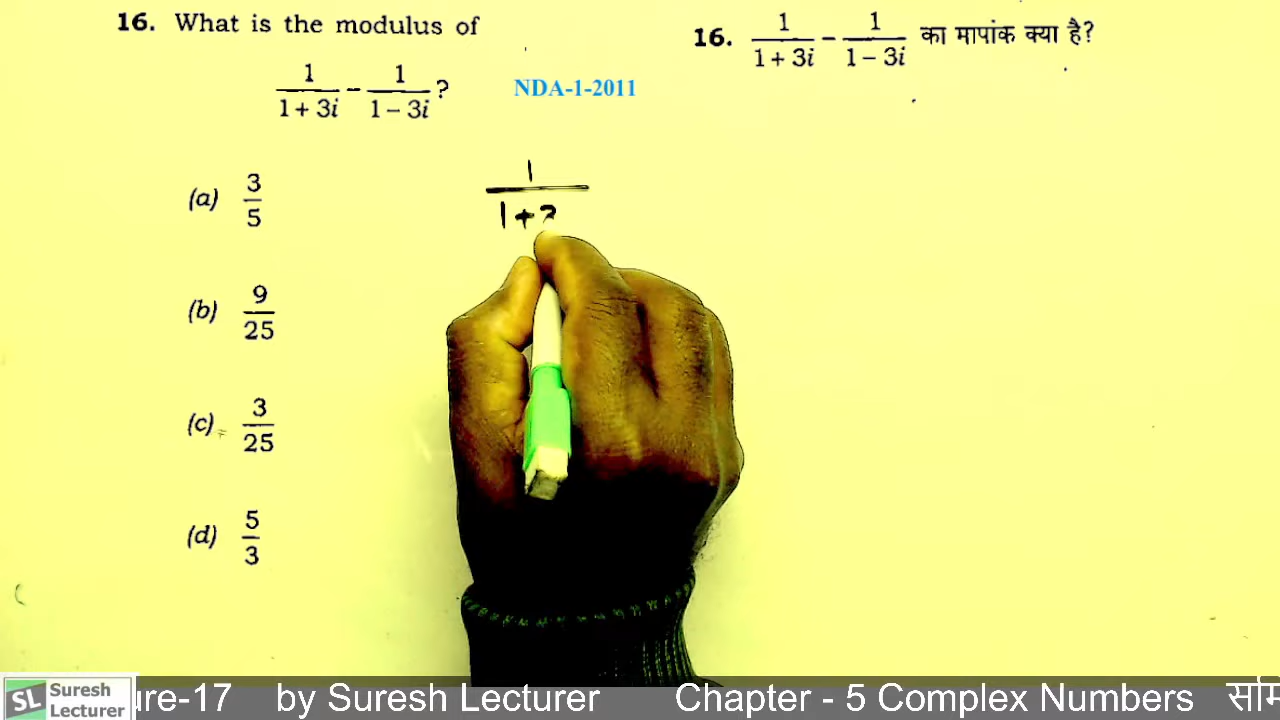 16. What is the modulus of
1/(1 + 3i) − 1/(1 − 3i) ?
NDA-1-2011
16. 1/(1 + 3i) − 1/(1 − 3i) का मापांक क्या है?
1
1+
(a) 3/5
(b) 9/25
(c) 3/25
(d) 5/3
SL Suresh Lecturer
ure-17 by Suresh Lecturer Chapter - 5 Complex Numbers